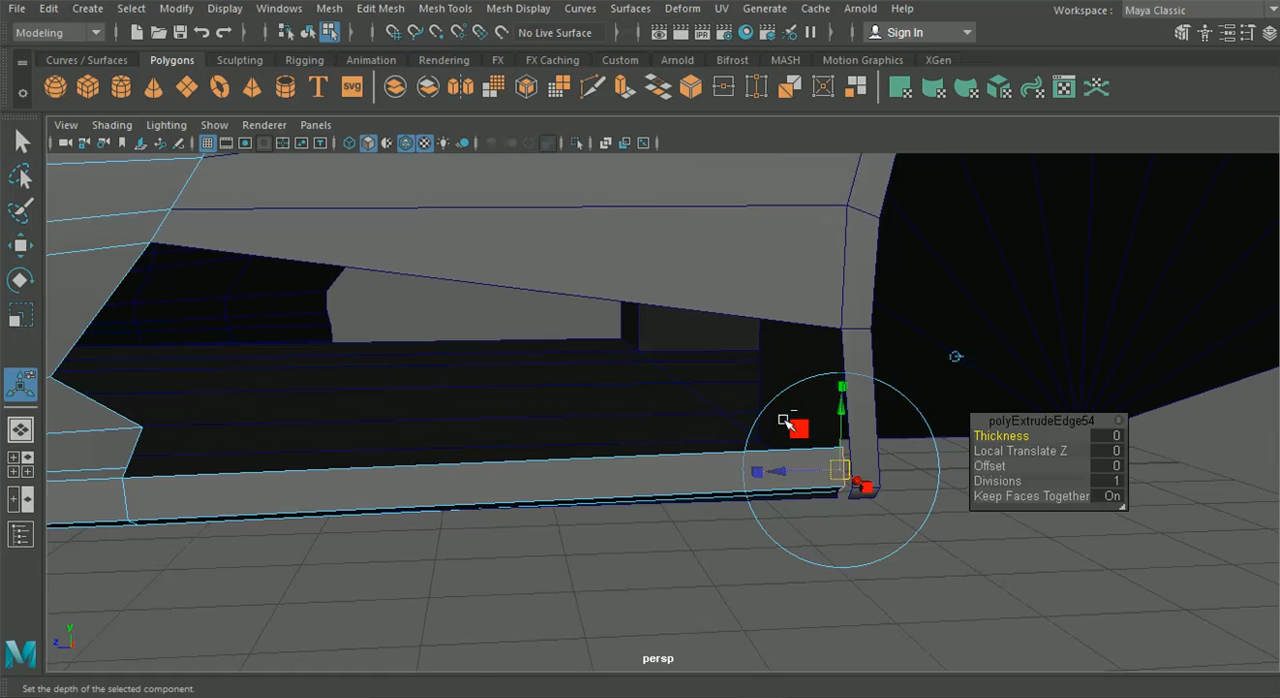 File Edit Create Select Modify Display Windows Mesh Edit Mesh Mesh Tools Mesh Display Curves Surfaces Deform UV Generate Cache Arnold Help Workspace : Maya Classic
Modeling No Live Surface Sign In
Curves / Surfaces Polygons Sculpting Rigging Animation Rendering FX FX Caching Custom Arnold Bifrost MASH Motion Graphics XGen
T SVG
View Shading Lighting Show Renderer Panels
polyExtrudeEdge54
Thickness 0
Local Translate Z 0
Offset 0
Divisions 1
Keep Faces Together On
y
z
persp
M
Set the depth of the selected component.